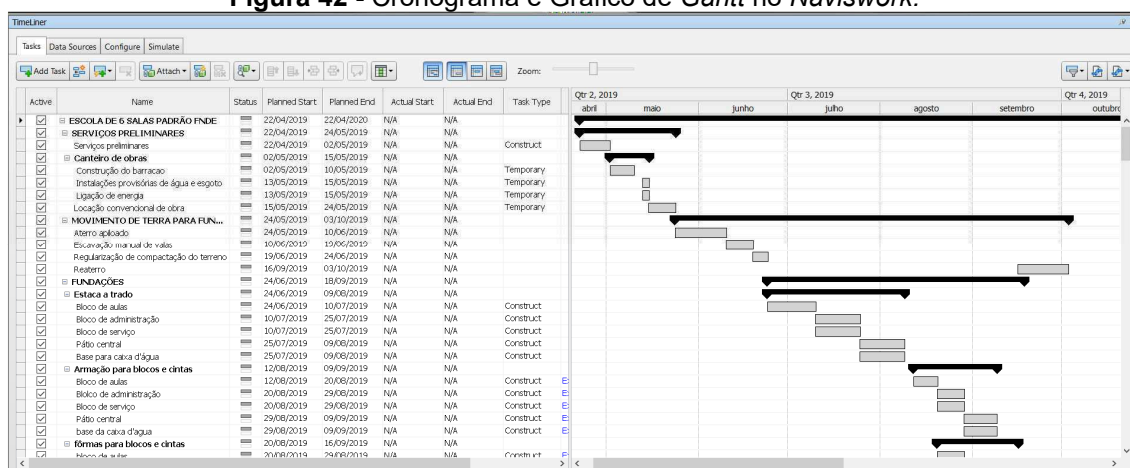 Figura 42 - Cronograma e Gráfico de Gantt no Naviswork.
TimeLiner
Tasks Data Sources Configure Simulate
Add Task Attach Zoom:
Active Name Status Planned Start Planned End Actual Start Actual End Task Type
Qtr 2, 2019 Qtr 3, 2019 Qtr 4, 2019
abril maio junho julho agosto setembro outubro
ESCOLA DE 6 SALAS PADRÃO FNDE 22/04/2019 22/04/2020 N/A N/A
SERVIÇOS PRELIMINARES 22/04/2019 24/05/2019 N/A N/A
Serviços preliminares 22/04/2019 02/05/2019 N/A N/A Construct
Canteiro de obras 02/05/2019 15/05/2019 N/A N/A
Construção do barracao 02/05/2019 10/05/2019 N/A N/A Temporary
Instalações provisórias de água e esgoto 13/05/2019 15/05/2019 N/A N/A Temporary
Ligação de energia 13/05/2019 15/05/2019 N/A N/A Temporary
Locação convencional de obra 15/05/2019 24/05/2019 N/A N/A Temporary
MOVIMENTO DE TERRA PARA FUN... 24/05/2019 03/10/2019 N/A N/A
Aterro apiloado 24/05/2019 10/06/2019 N/A N/A
Escavação manual de valas 10/06/2019 19/06/2019 N/A N/A
Regularização de compactação do terreno 19/06/2019 24/06/2019 N/A N/A
Reaterro 16/09/2019 03/10/2019 N/A N/A
FUNDAÇÕES 24/06/2019 18/09/2019 N/A N/A
Estaca a trado 24/06/2019 09/08/2019 N/A N/A
Bloco de aulas 24/06/2019 10/07/2019 N/A N/A Construct
Bloco de administração 10/07/2019 25/07/2019 N/A N/A Construct
Bloco de serviço 10/07/2019 25/07/2019 N/A N/A Construct
Pátio central 25/07/2019 09/08/2019 N/A N/A Construct
Base para caixa d'água 25/07/2019 09/08/2019 N/A N/A Construct
Armação para blocos e cintas 12/08/2019 09/09/2019 N/A N/A
Bloco de aulas 12/08/2019 20/08/2019 N/A N/A Construct
Blolco de administração 20/08/2019 29/08/2019 N/A N/A Construct
Bloco de serviço 20/08/2019 29/08/2019 N/A N/A Construct
Pátio central 29/08/2019 09/09/2019 N/A N/A Construct
base da caixa d'agua 29/08/2019 09/09/2019 N/A N/A Construct
fôrmas para blocos e cintas 20/08/2019 16/09/2019 N/A N/A
bloco de aulas 20/08/2019 29/08/2019 N/A N/A Construct